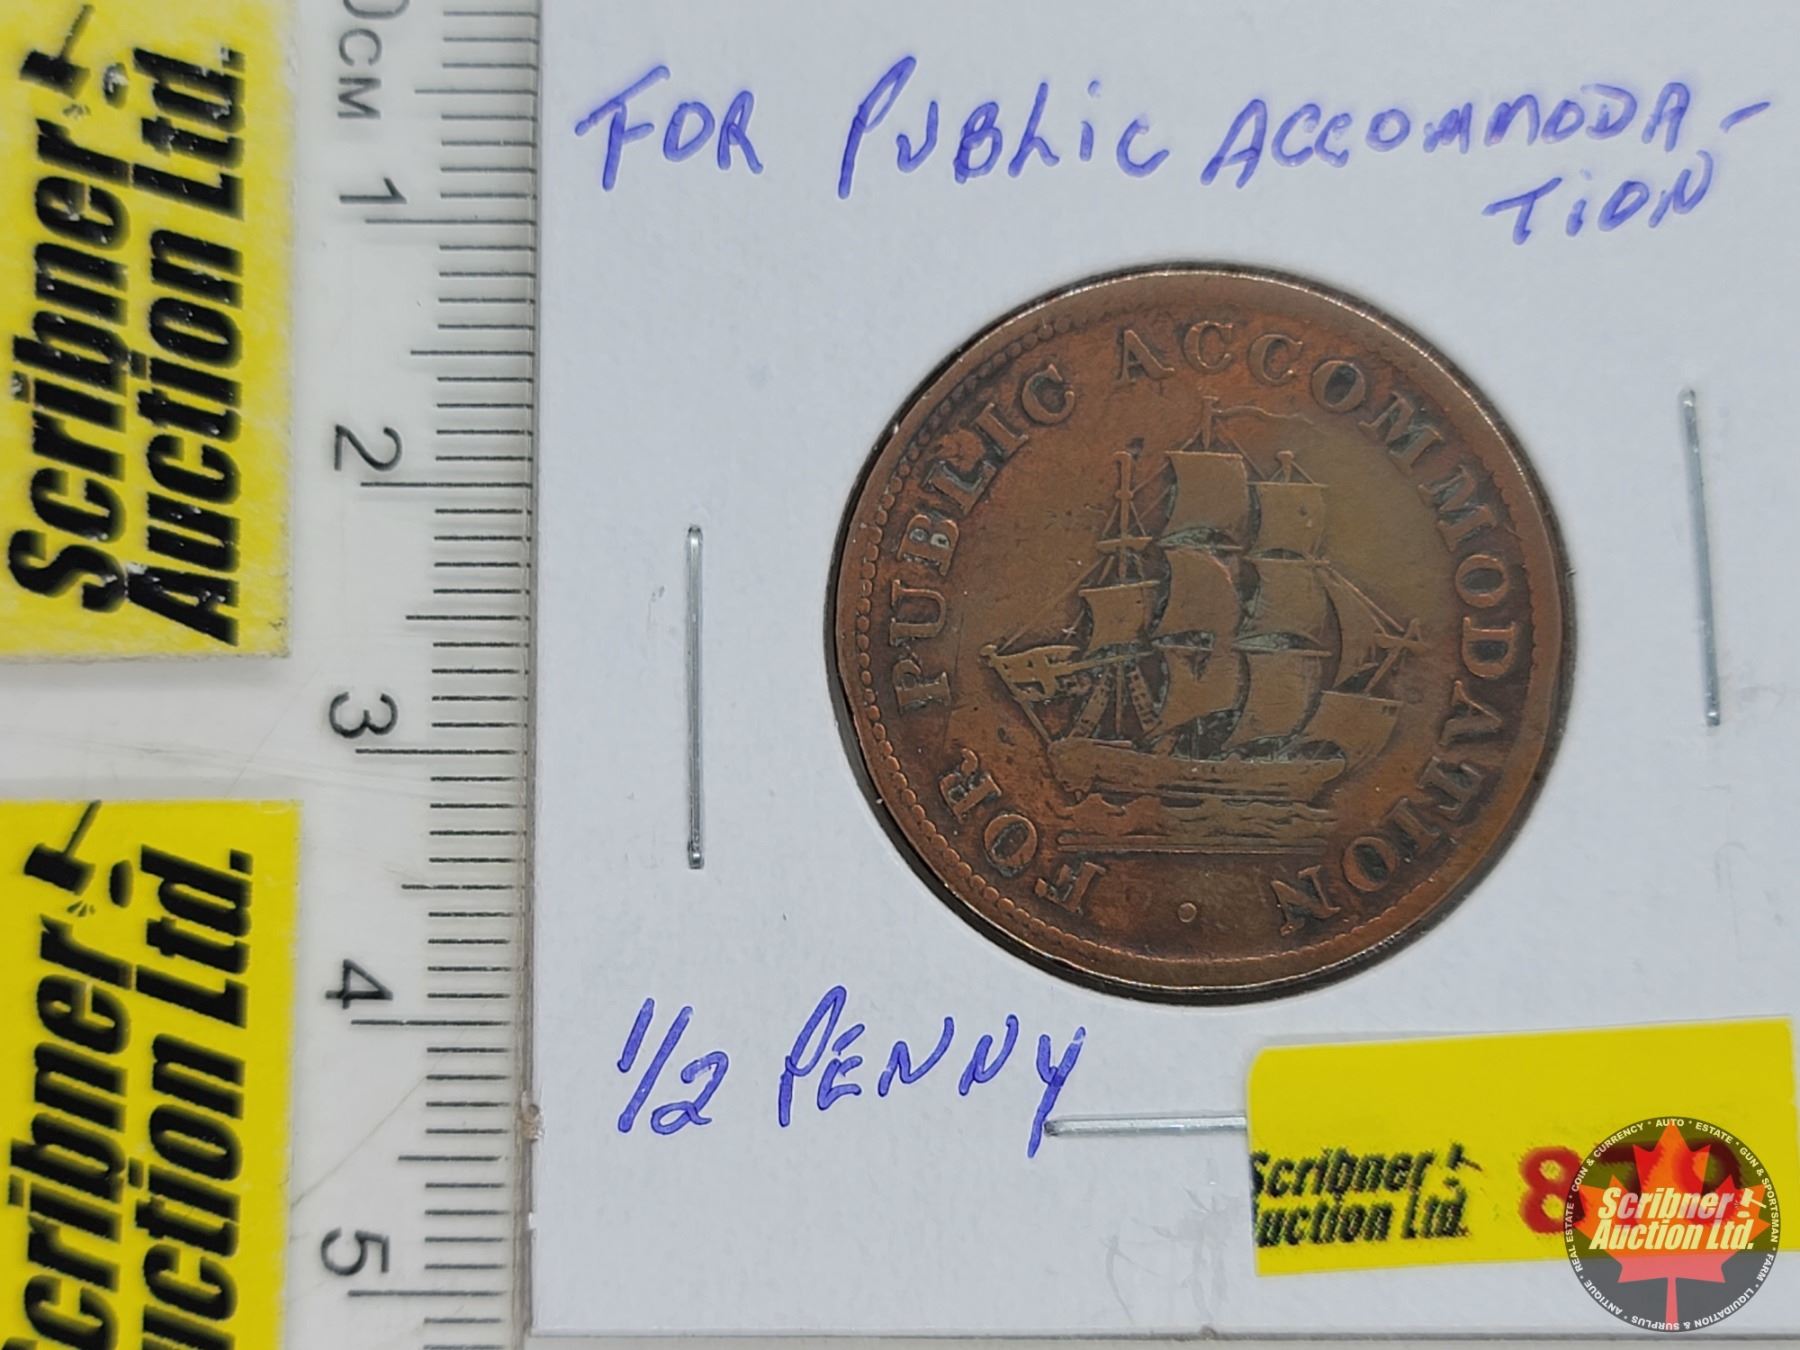 Scribner
Auction Ltd.
Scribner
uction Ltd.
0CM
1
2
3
4
5
FOR PUBLIC ACCOMMODA-
TION
FOR PUBLIC ACCOMMODATION
1/2 PENNY
Scribner
uction Ltd.
COIN & CURRENCY * AUTO * ESTATE * GUN & SPORTSMAN * FARM * LIQUIDATION & SURPLUS * ANTIQUE * REAL ESTATE *
Scribner
Auction Ltd.